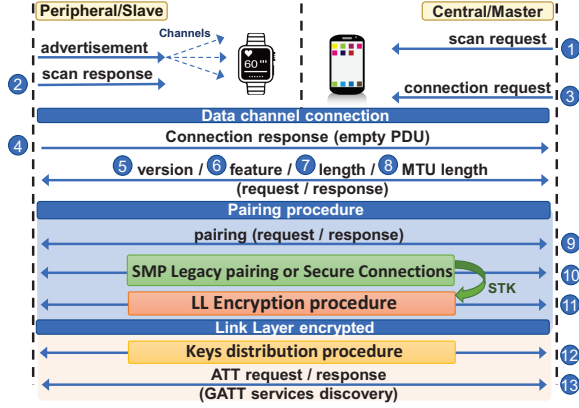 Peripheral/Slave
Central/Master
advertisement
Channels
scan request
1
2
scan response
60
connection request
3
Data channel connection
4
Connection response (empty PDU)
5 version / 6 feature / 7 length / 8 MTU length
(request / response)
Pairing procedure
pairing (request / response)
9
SMP Legacy pairing or Secure Connections
10
STK
LL Encryption procedure
11
Link Layer encrypted
Keys distribution procedure
12
ATT request / response
13
(GATT services discovery)